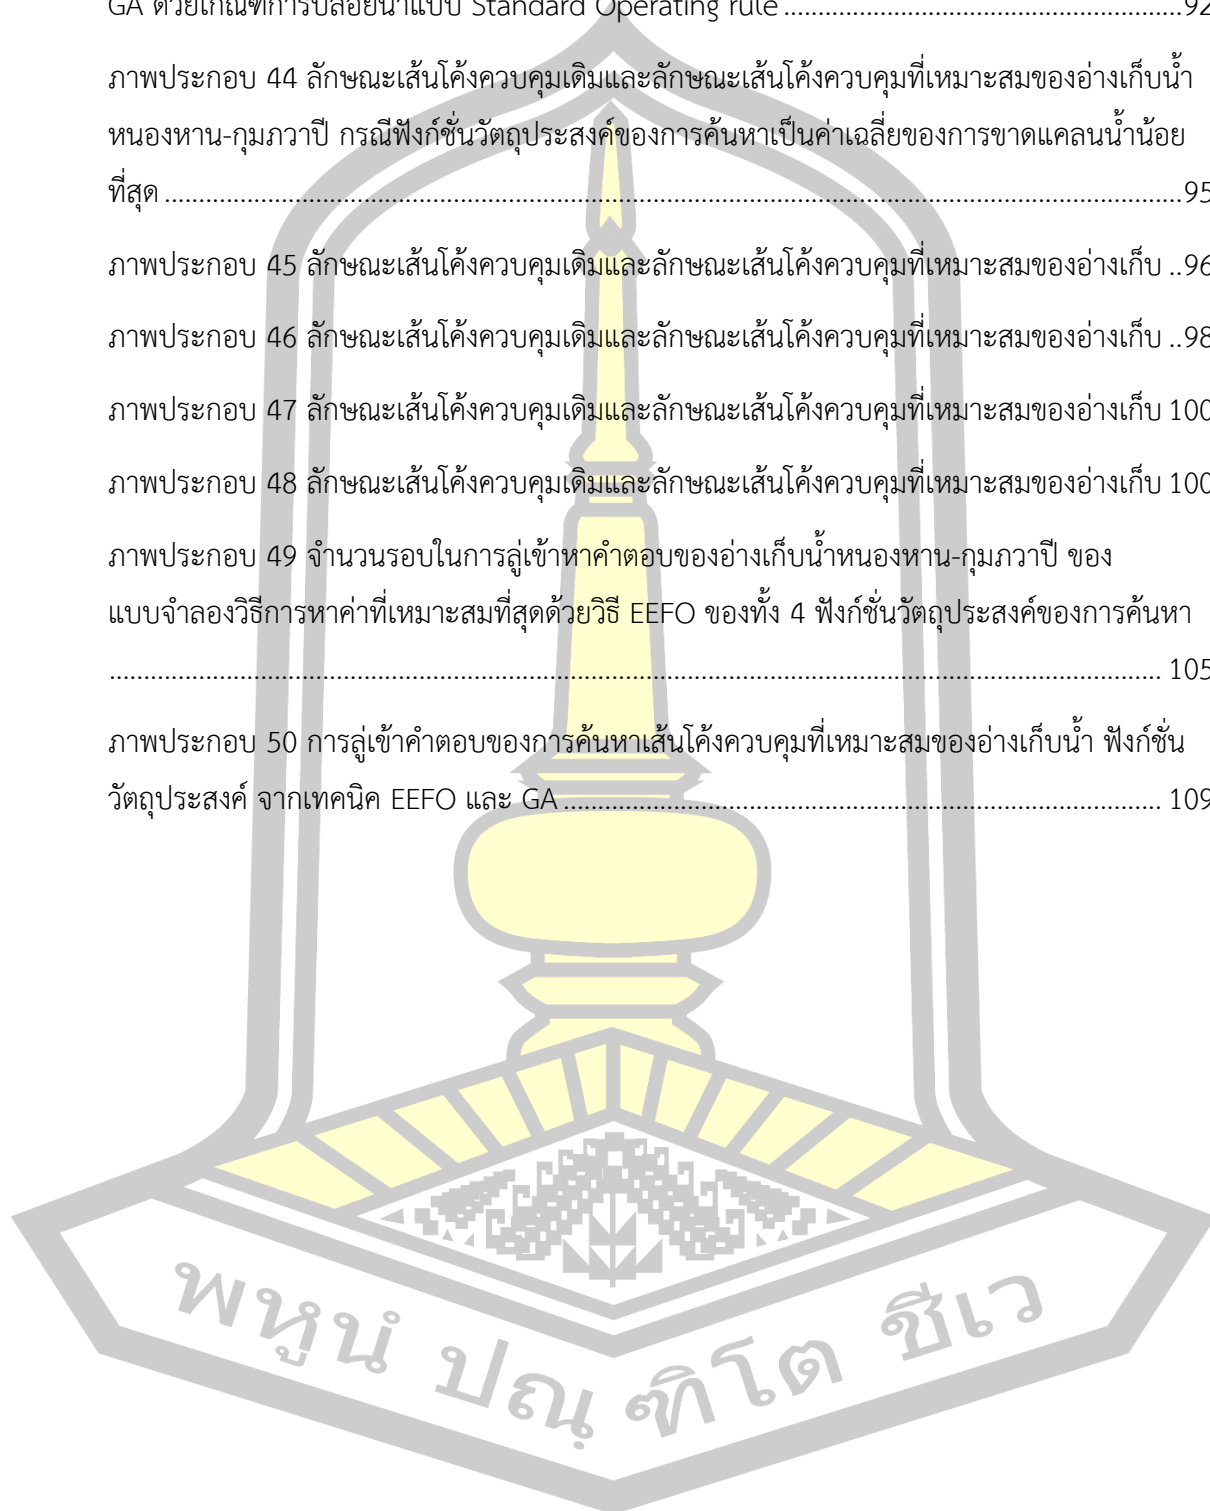 GA ด้วยเกณฑ์การปล่อยน้ำแบบ Standard Operating rule ..........................................................92
ภาพประกอบ 44 ลักษณะเส้นโค้งควบคุมเดิมและลักษณะเส้นโค้งควบคุมที่เหมาะสมของอ่างเก็บน้ำ
หนองหาน-กุมภวาปี กรณีฟังก์ชั่นวัตถุประสงค์ของการค้นหาเป็นค่าเฉลี่ยของการขาดแคลนน้ำน้อย
ที่สุด ....................................................................................................................................................95
ภาพประกอบ 45 ลักษณะเส้นโค้งควบคุมเดิมและลักษณะเส้นโค้งควบคุมที่เหมาะสมของอ่างเก็บ ..96
ภาพประกอบ 46 ลักษณะเส้นโค้งควบคุมเดิมและลักษณะเส้นโค้งควบคุมที่เหมาะสมของอ่างเก็บ ..98
ภาพประกอบ 47 ลักษณะเส้นโค้งควบคุมเดิมและลักษณะเส้นโค้งควบคุมที่เหมาะสมของอ่างเก็บ 100
ภาพประกอบ 48 ลักษณะเส้นโค้งควบคุมเดิมและลักษณะเส้นโค้งควบคุมที่เหมาะสมของอ่างเก็บ 100
ภาพประกอบ 49 จำนวนรอบในการลู่เข้าหาคำตอบของอ่างเก็บน้ำหนองหาน-กุมภวาปี ของ
แบบจำลองวิธีการหาค่าที่เหมาะสมที่สุดด้วยวิธี EEFO ของทั้ง 4 ฟังก์ชั่นวัตถุประสงค์ของการค้นหา
......................................................................................................................................................... 105
ภาพประกอบ 50 การลู่เข้าคำตอบของการค้นหาเส้นโค้งควบคุมที่เหมาะสมของอ่างเก็บน้ำ ฟังก์ชั่น
วัตถุประสงค์ จากเทคนิค EEFO และ GA........................................................................................ 109
พหูนํ ปณฺฑิโต ชีเว